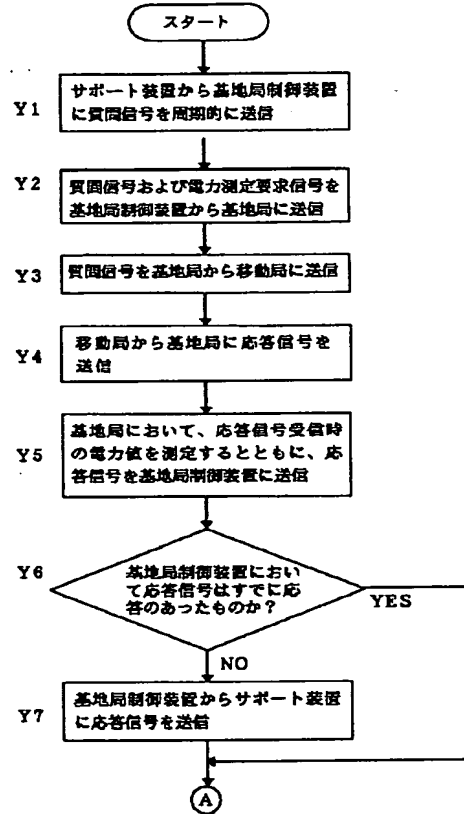 スタート
Y1
サポート装置から基地局制御装置
に質問信号を周期的に送信
Y2
質問信号および電力測定要求信号を
基地局制御装置から基地局に送信
Y3
質問信号を基地局から移動局に送信
Y4
移動局から基地局に応答信号を
送信
Y5
基地局において、応答信号受信時
の電力値を測定するとともに、応
答信号を基地局制御装置に送信
Y6
基地局制御装置におい
て応答信号はすでに応
答のあったものか？
YES
NO
Y7
基地局制御装置からサポート装置
に応答信号を送信
A